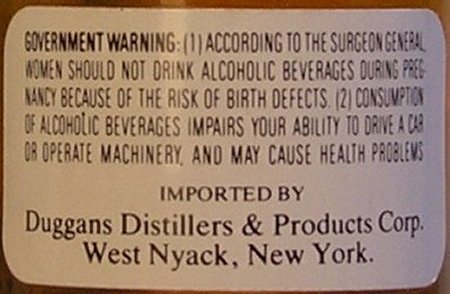 GOVERNMENT WARNING: (1) ACCORDING TO THE SURGEON GENERAL,
WOMEN SHOULD NOT DRINK ALCOHOLIC BEVERAGES DURING PREG-
NANCY BECAUSE OF THE RISK OF BIRTH DEFECTS. (2) CONSUMPTION
OF ALCOHOLIC BEVERAGES IMPAIRS YOUR ABILITY TO DRIVE A CAR
OR OPERATE MACHINERY, AND MAY CAUSE HEALTH PROBLEMS
IMPORTED BY
Duggans Distillers & Products Corp.
West Nyack, New York.